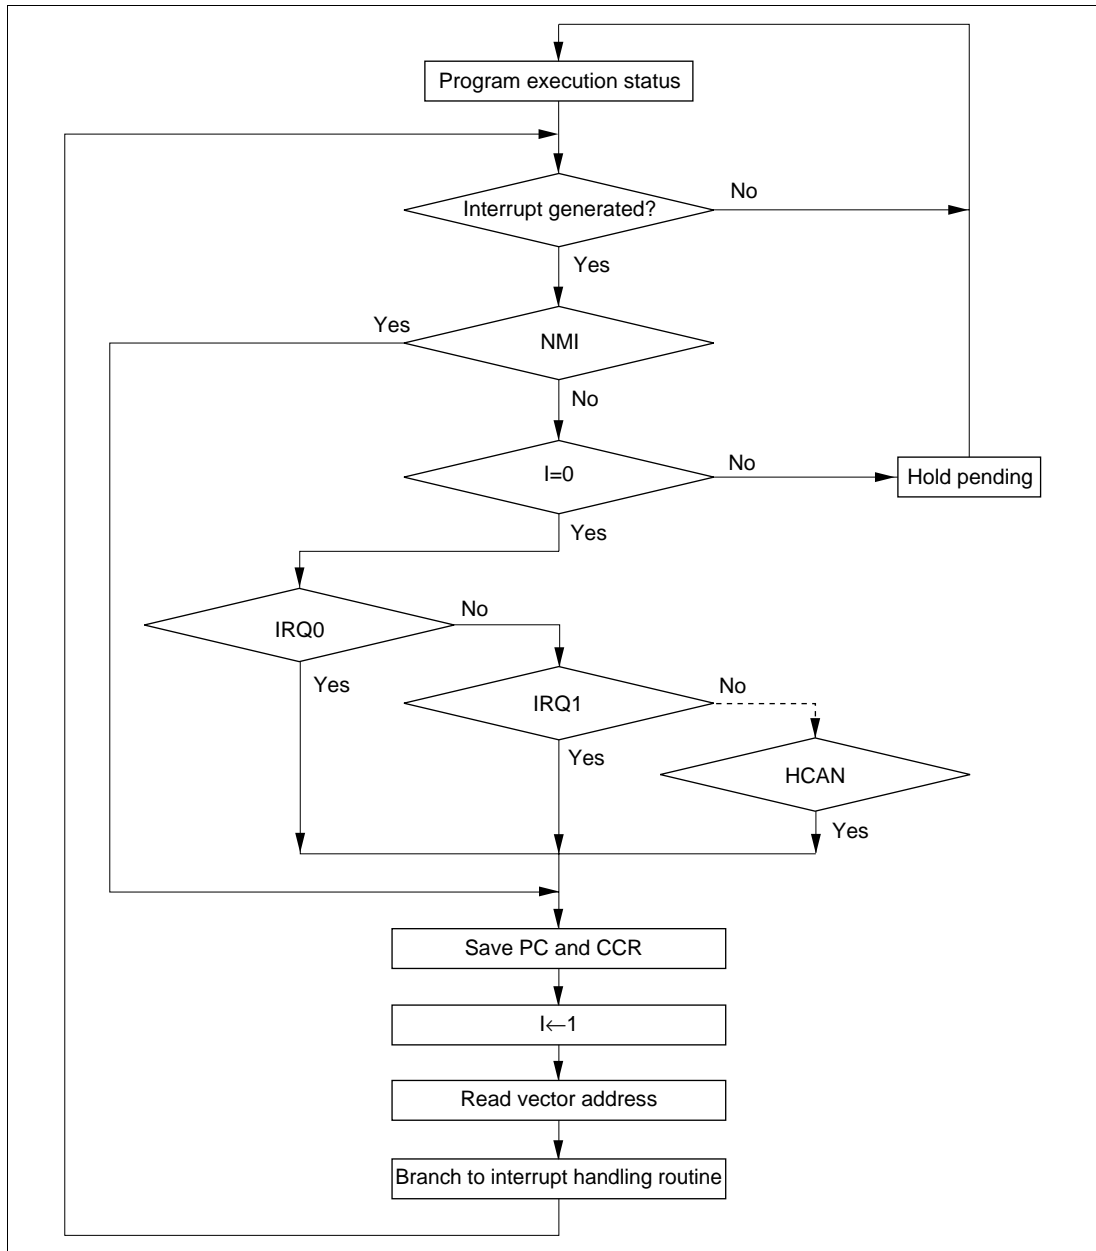 Program execution status
Interrupt generated?
No
Yes
Yes
NMI
No
I=0
No
Hold pending
Yes
IRQ0
No
Yes
IRQ1
No
Yes
HCAN
Yes
Save PC and CCR
I←1
Read vector address
Branch to interrupt handling routine